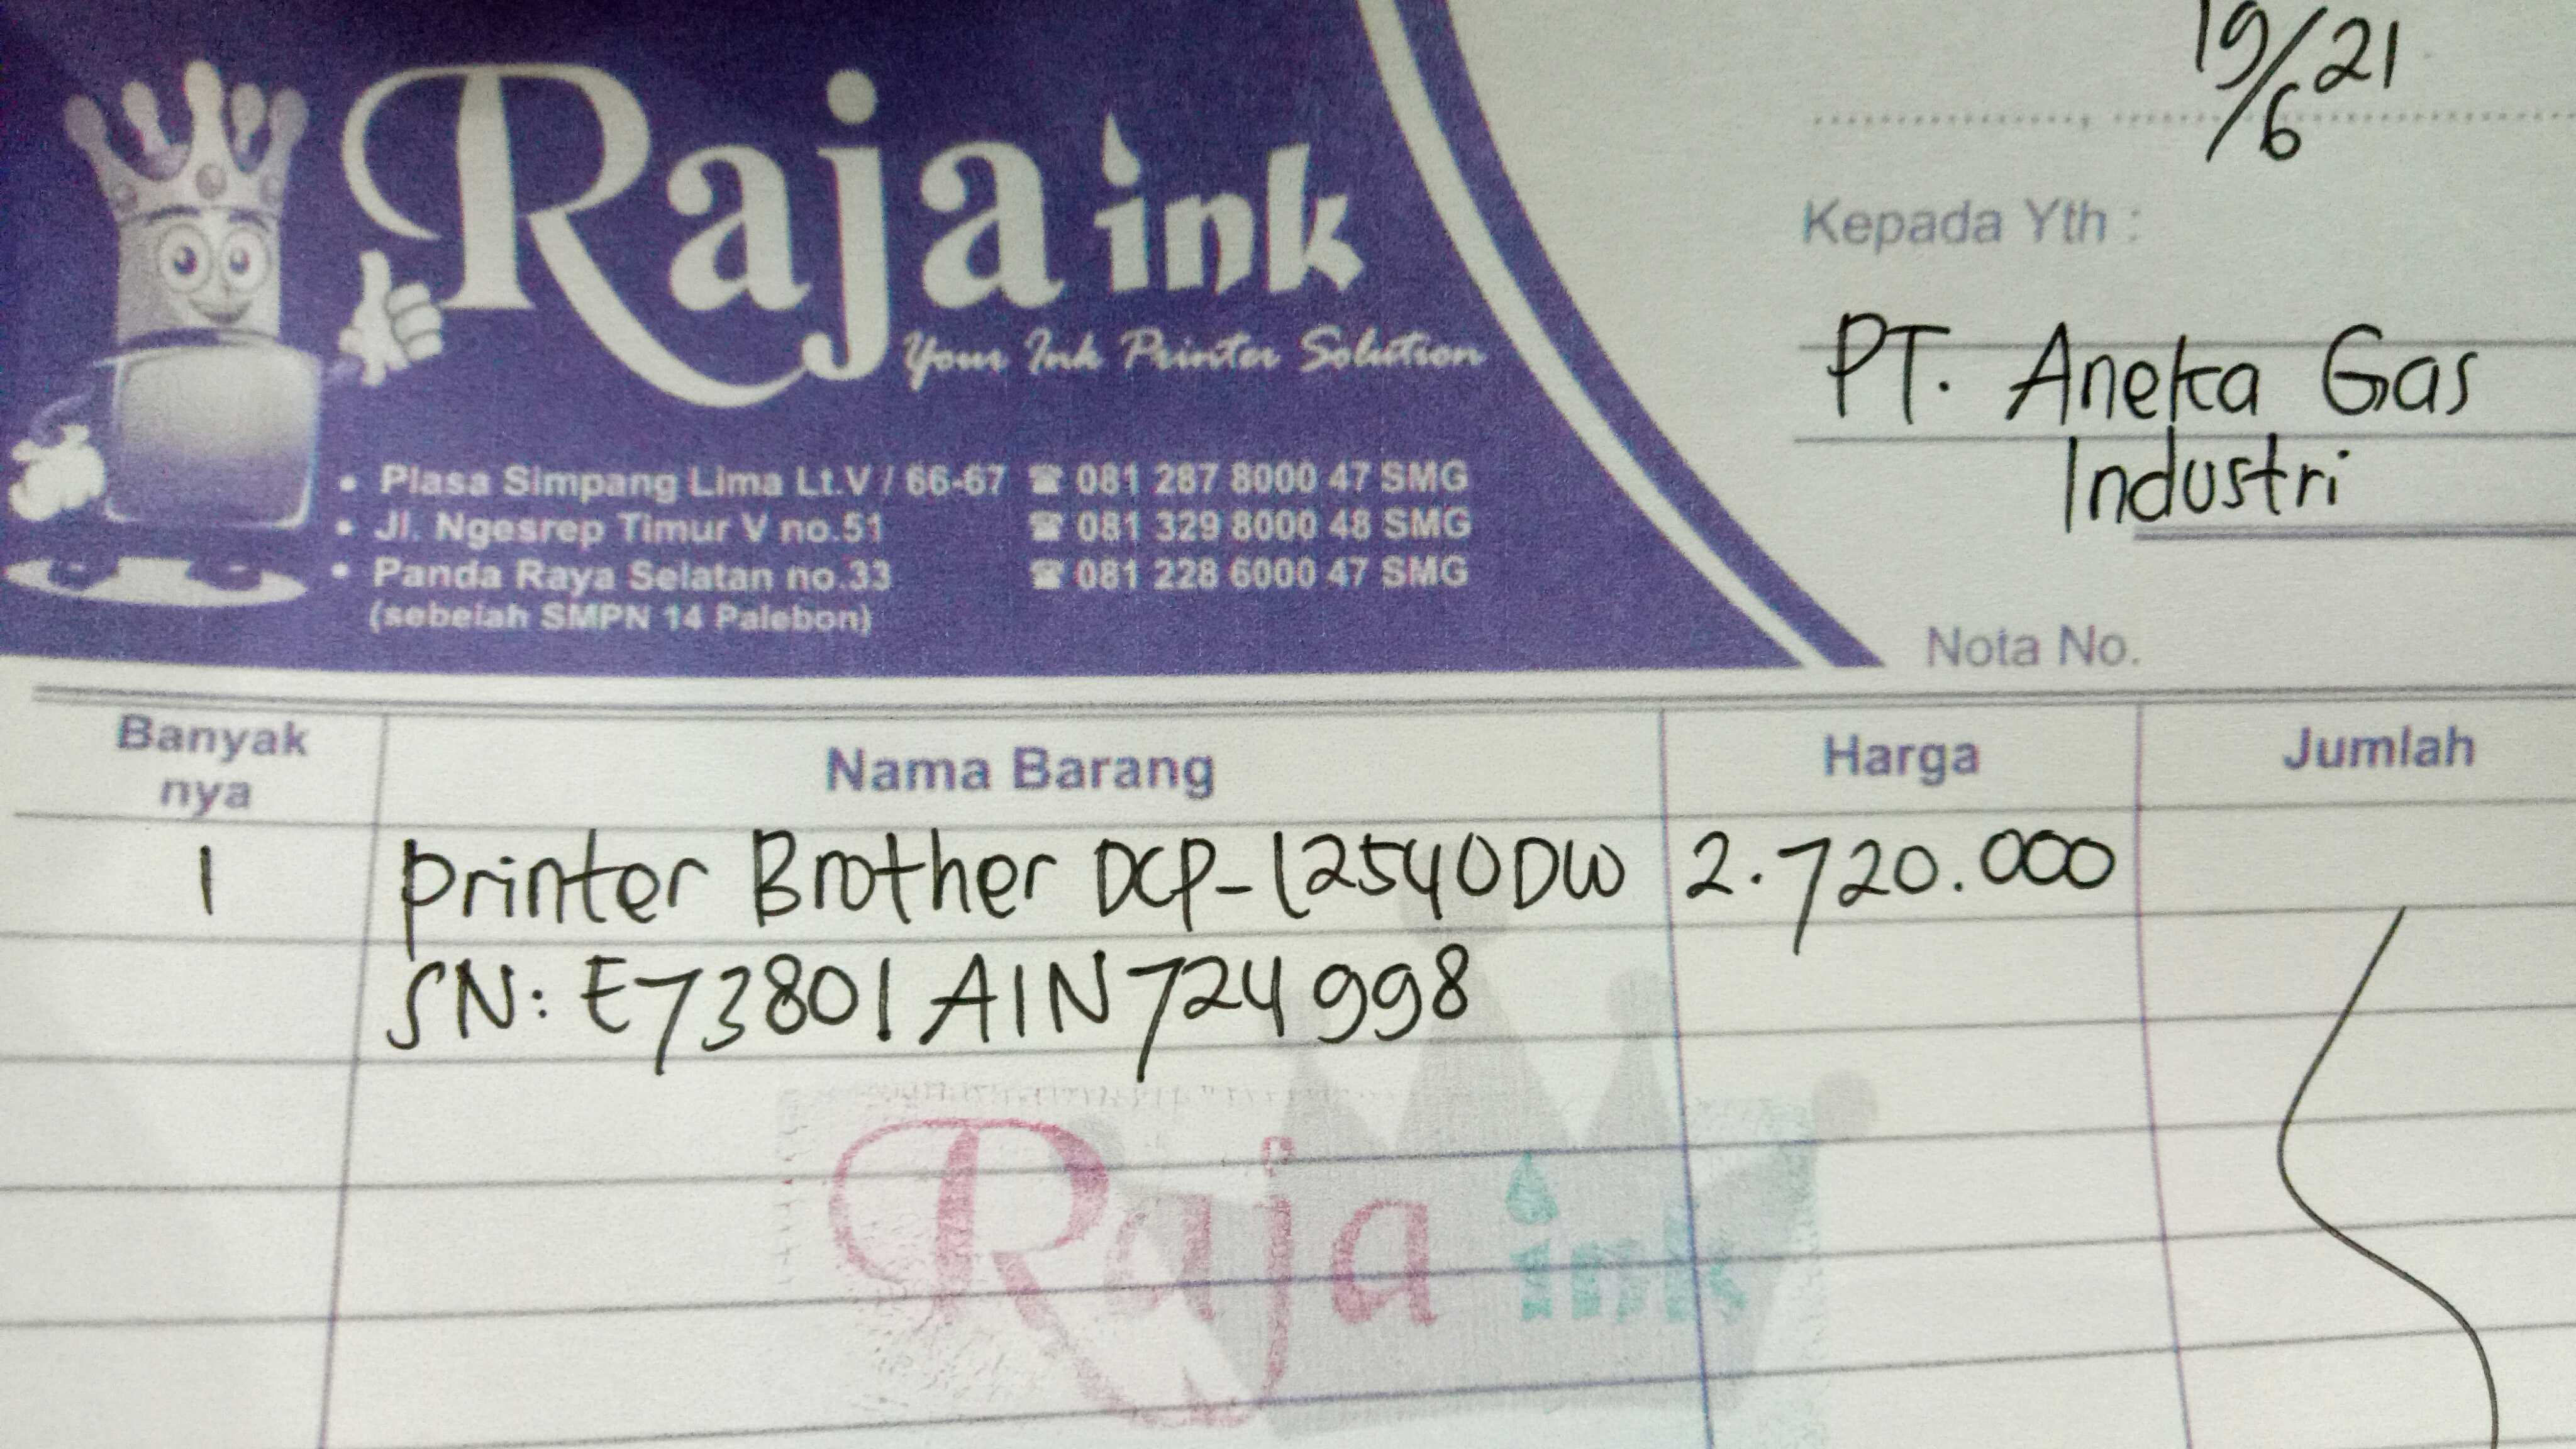 19/6 21
Raja ink
Your Ink Printer Solution
• Plasa Simpang Lima Lt.V / 66-67 ☎ 081 287 8000 47 SMG
• Jl. Ngesrep Timur V no.51 ☎ 081 329 8000 48 SMG
• Panda Raya Selatan no.33 ☎ 081 228 6000 47 SMG
(sebelah SMPN 14 Palebon)
Kepada Yth :
PT. Aneka Gas
Industri
Nota No.
Banyak nya Nama Barang Harga Jumlah
1 Printer Brother DCP-L2540DW 2.720.000
SN: E73801A1N724998
Raja ink